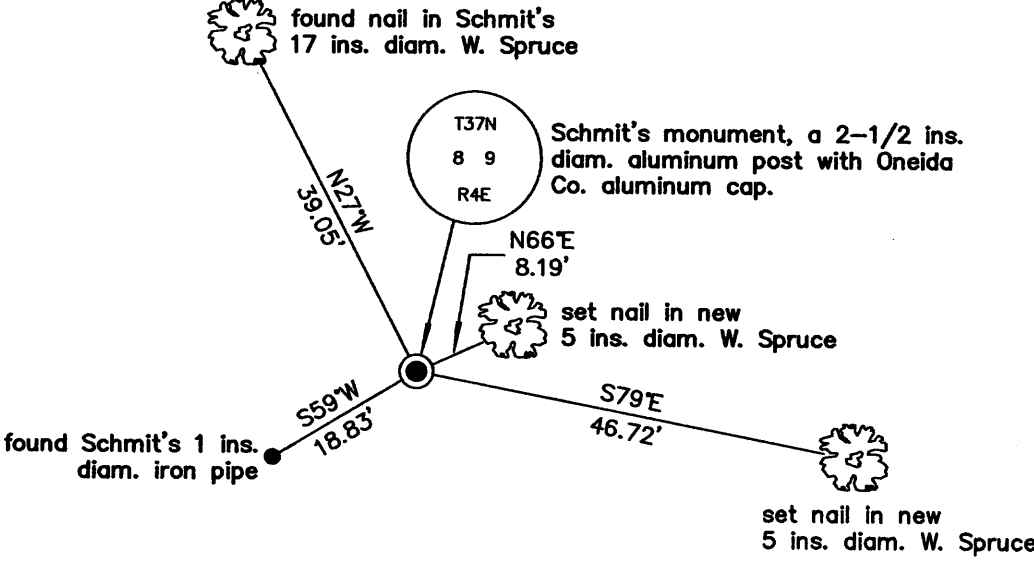 found nail in Schmit's
17 ins. diam. W. Spruce
T37N
8 9
R4E
Schmit's monument, a 2-1/2 ins.
diam. aluminum post with Oneida
Co. aluminum cap.
N27°W
39.05'
N66°E
8.19'
set nail in new
5 ins. diam. W. Spruce
S59°W
18.83'
S79°E
46.72'
found Schmit's 1 ins.
diam. iron pipe
set nail in new
5 ins. diam. W. Spruce